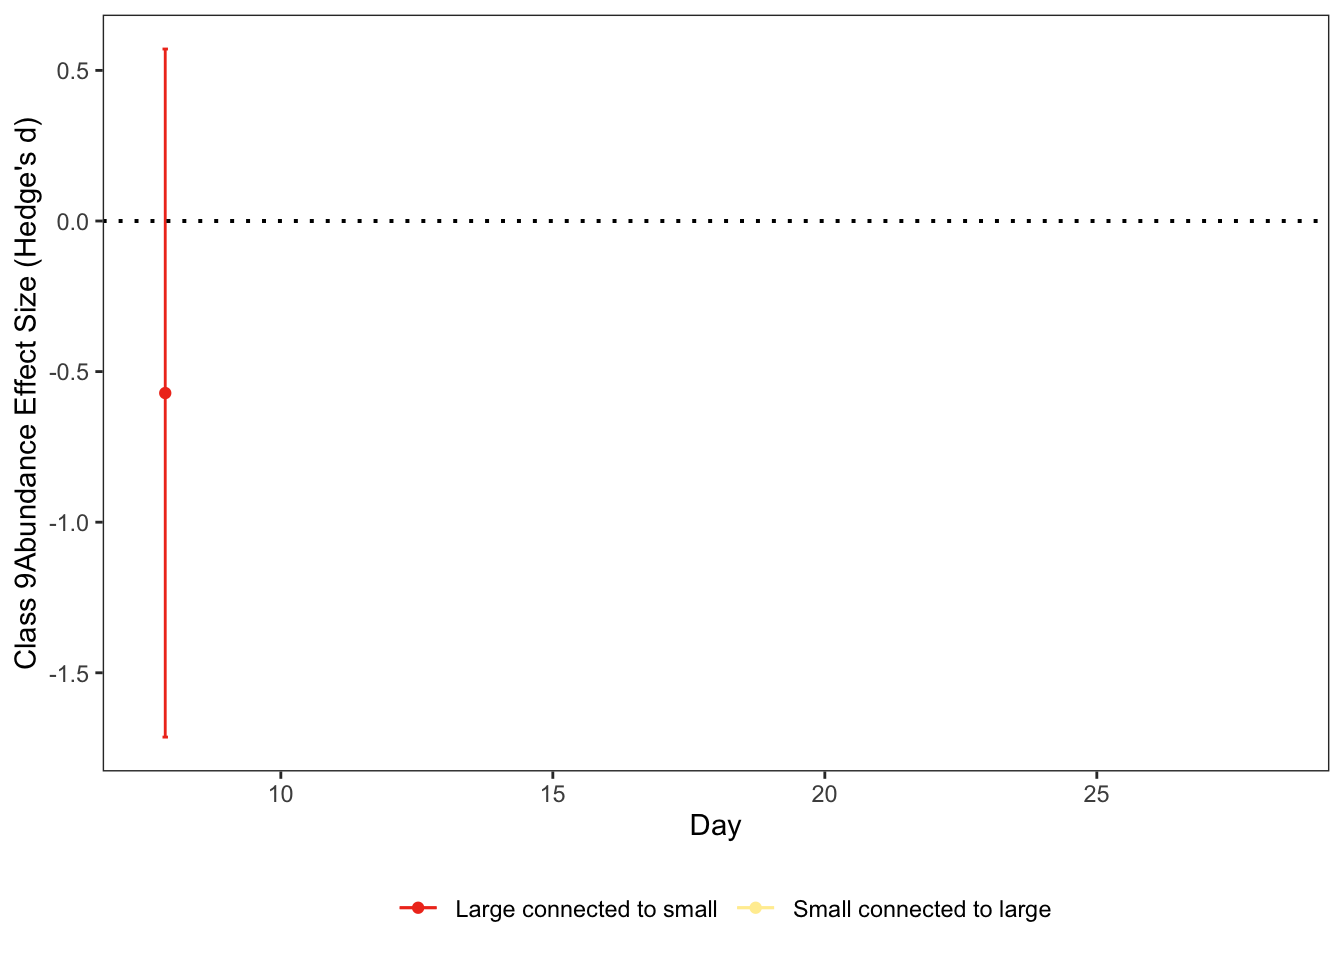 Class 9Abundance Effect Size (Hedge's d)
0.5
0.0
-0.5
-1.0
-1.5
10 15 20 25
Day
Large connected to small Small connected to large